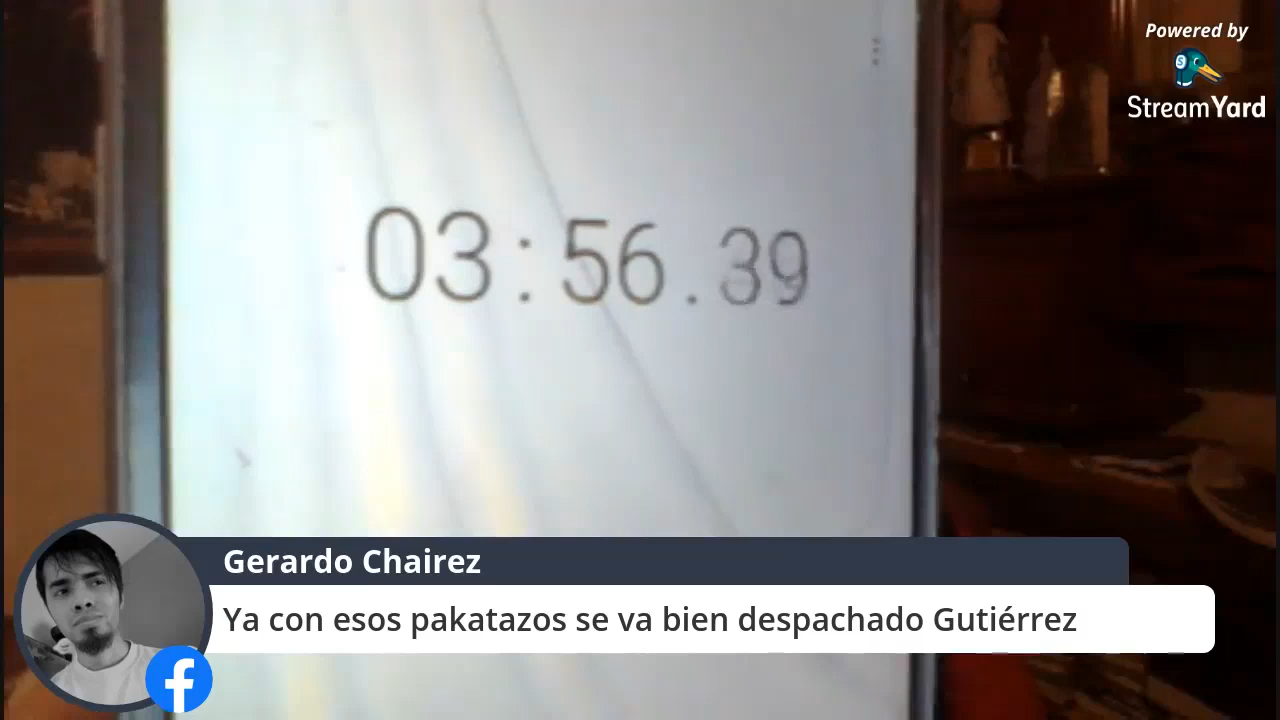 Powered by
StreamYard
03:56.39
Gerardo Chairez
Ya con esos pakatazos se va bien despachado Gutiérrez